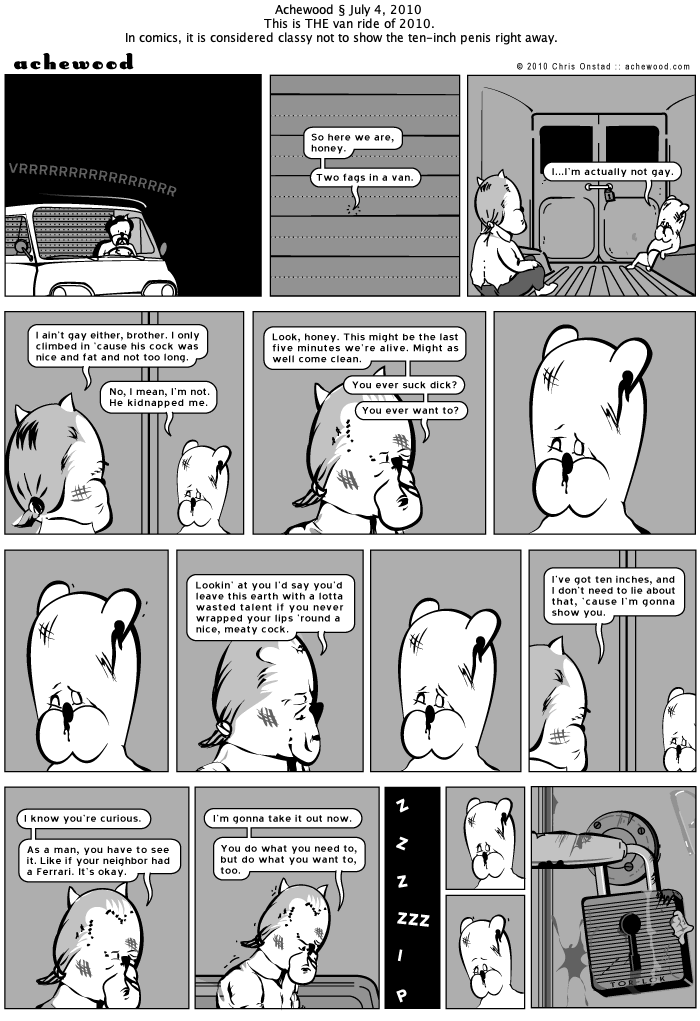 Achewood § July 4, 2010
This is THE van ride of 2010.
In comics, it is considered classy not to show the ten-inch penis right away.
achewood
© 2010 Chris Onstad :: achewood.com
VRRRRRRRRRRRRRRRRR
So here we are,
honey.
Two fags in a van.
I...I'm actually not gay.
I ain't gay either, brother. I only
climbed in 'cause his cock was
nice and fat and not too long.
No, I mean, I'm not.
He kidnapped me.
Look, honey. This might be the last
five minutes we're alive. Might as
well come clean.
You ever suck dick?
You ever want to?
Lookin' at you I'd say you'd
leave this earth with a lotta
wasted talent if you never
wrapped your lips 'round a
nice, meaty cock.
I've got ten inches, and
I don't need to lie about
that, 'cause I'm gonna
show you.
I know you're curious.
As a man, you have to see
it. Like if your neighbor had
a Ferrari. It's okay.
I'm gonna take it out now.
You do what you need to,
but do what you want to,
too.
Z
Z
Z
ZZZ
I
P
TOR-LOK